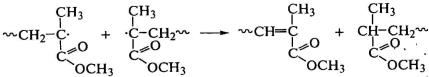 CH₃ CH₃ CH₃ CH₃
~CH₂–C· + ·C–CH₂~ → ~CH=C + CH–CH₂~
C=O C=O C=O C=O
OCH₃ OCH₃ OCH₃ OCH₃